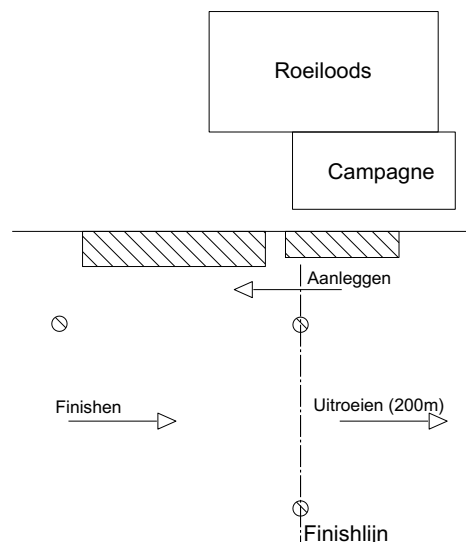 Roeiloods
Campagne
Aanleggen
Finishen
Uitroeien (200m)
Finishlijn